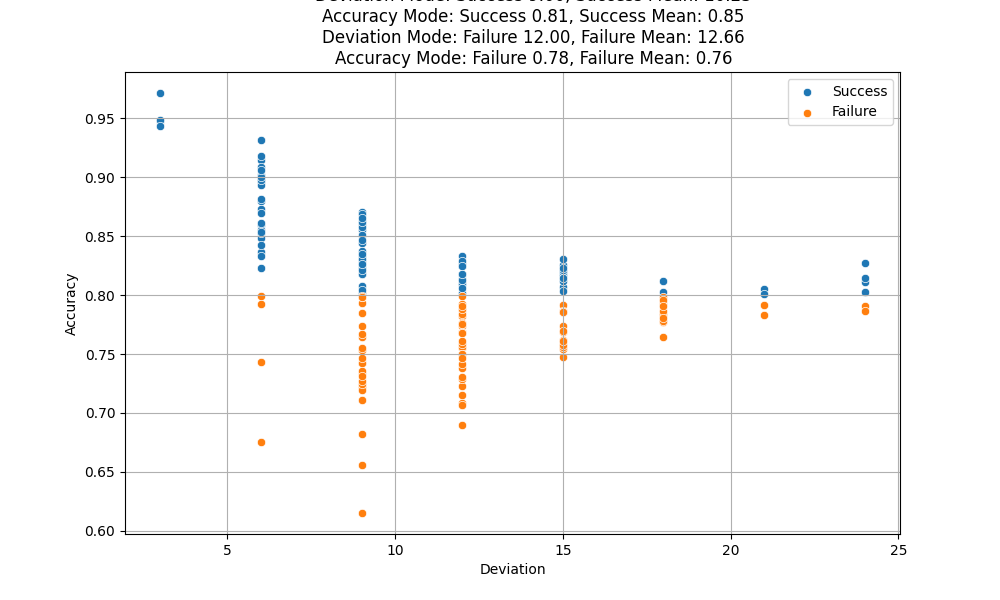 Accuracy Mode: Success 0.81, Success Mean: 0.85
Deviation Mode: Failure 12.00, Failure Mean: 12.66
Accuracy Mode: Failure 0.78, Failure Mean: 0.76
Success
Failure
0.95
0.90
0.85
0.80
0.75
0.70
0.65
0.60
Accuracy
5
10
15
20
25
Deviation